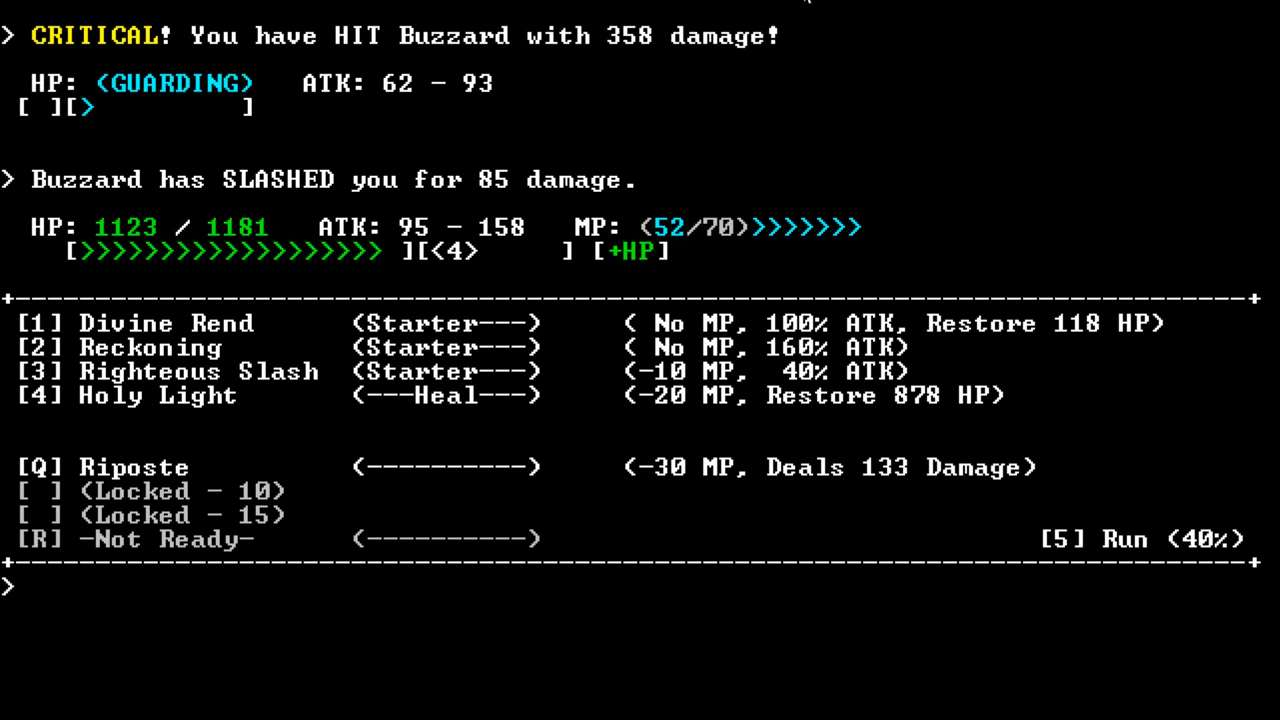 > CRITICAL! You have HIT Buzzard with 358 damage!
HP: (GUARDING) ATK: 62 - 93
[ ][> ]
> Buzzard has SLASHED you for 85 damage.
HP: 1123 / 1181 ATK: 95 - 158 MP: (52/70)>>>>>>>
[>>>>>>>>>>>>>>>>>>> ][<4> ] [+HP]
+------------------------------------------------------------------------------+
[1] Divine Rend (Starter---) ( No MP, 100% ATK, Restore 118 HP)
[2] Reckoning (Starter---) ( No MP, 160% ATK)
[3] Righteous Slash (Starter---) (-10 MP, 40% ATK)
[4] Holy Light (---Heal---) (-20 MP, Restore 878 HP)
[Q] Riposte (----------) (-30 MP, Deals 133 Damage)
[ ] (Locked - 10)
[ ] (Locked - 15)
[R] -Not Ready- (----------) [5] Run (40%)
+------------------------------------------------------------------------------+
>